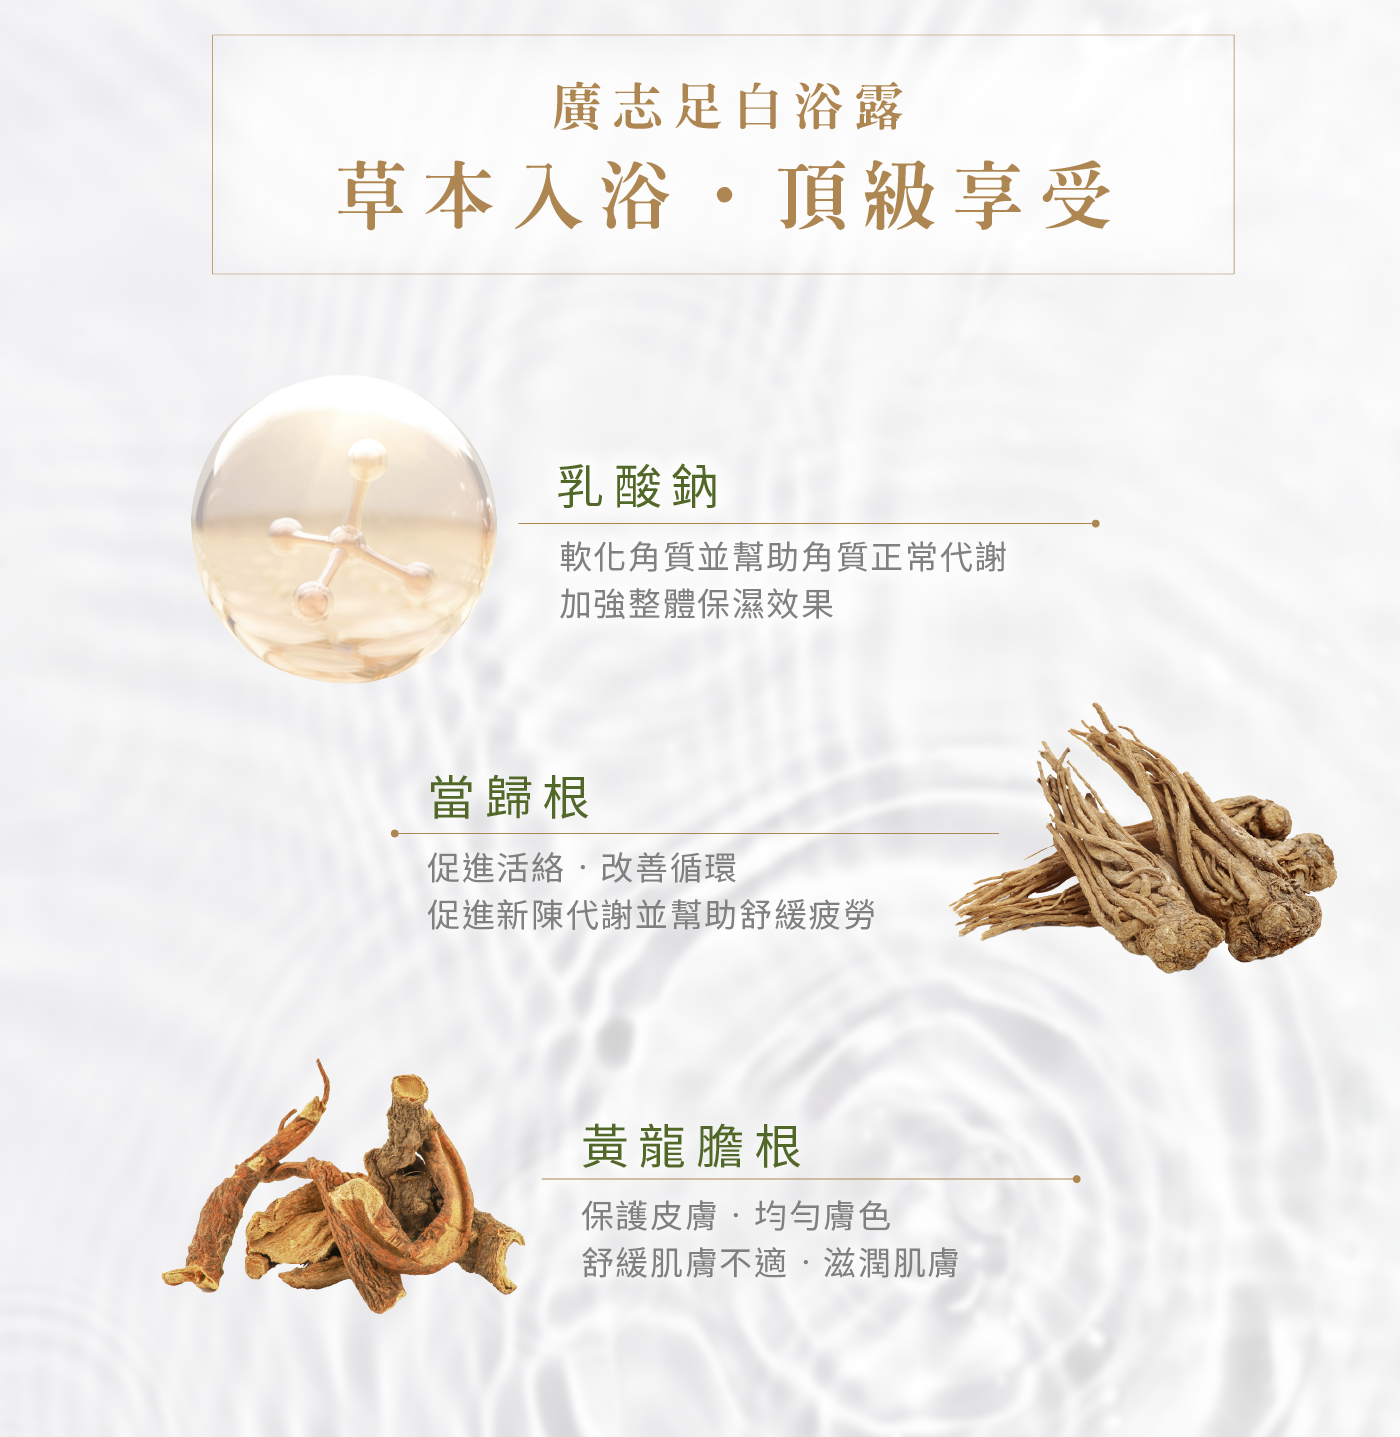 廣志足白浴露
草本入浴・頂級享受
乳酸鈉
軟化角質並幫助角質正常代謝
加強整體保濕效果
當歸根
促進活絡‧改善循環
促進新陳代謝並幫助舒緩疲勞
黃龍膽根
保護皮膚‧均勻膚色
舒緩肌膚不適‧滋潤肌膚